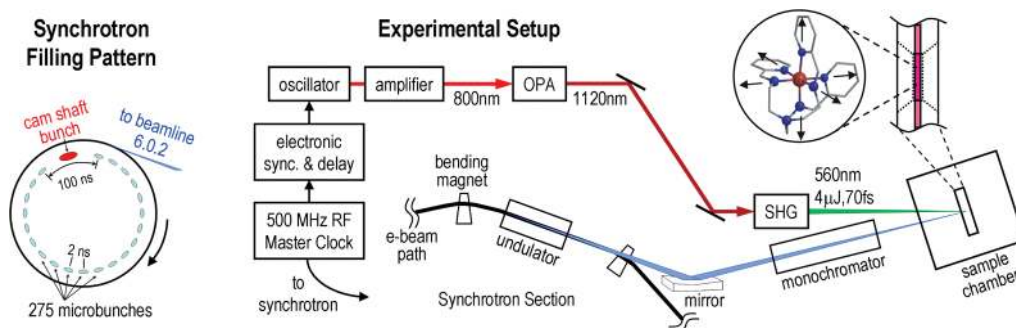 Synchrotron
Filling Pattern
cam shaft
bunch
to beamline
6.0.2
100 ns
2 ns
275 microbunches
Experimental Setup
oscillator
amplifier
800nm
OPA
1120nm
electronic
sync. & delay
500 MHz RF
Master Clock
to
synchrotron
bending
magnet
e-beam
path
undulator
Synchrotron Section
mirror
monochromator
SHG
560nm
4μJ,70fs
sample
chamber